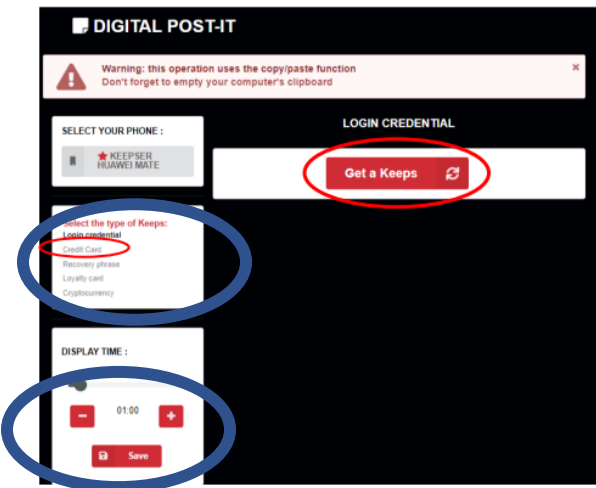 DIGITAL POST-IT
Warning: this operation uses the copy/paste function
Don't forget to empty your computer's clipboard
SELECT YOUR PHONE :
KEEPSER
HUAWEI MATE
Select the type of Keeps:
Login credential
Credit Card
Recovery phrase
Loyalty card
Cryptocurrency
DISPLAY TIME :
01:00
Save
LOGIN CREDENTIAL
Get a Keeps